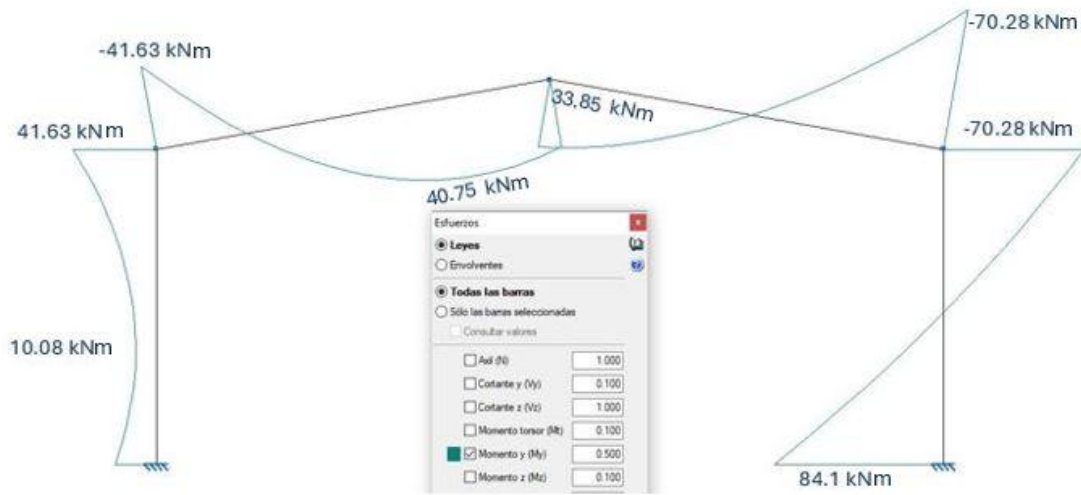 -41.63 kNm
-70.28 kNm
33.85 kNm
41.63 kNm
-70.28 kNm
40.75 kNm
Esfuerzos
Leyes
Envolventes
Todas las barras
Sólo las barras seleccionadas
Consultar valores
10.08 kNm
Axil (N) 1.000
Cortante y (Vy) 0.100
Cortante z (Vz) 1.000
Momento torsor (Mt) 0.100
Momento y (My) 0.500
Momento z (Mz) 0.100
84.1 kNm